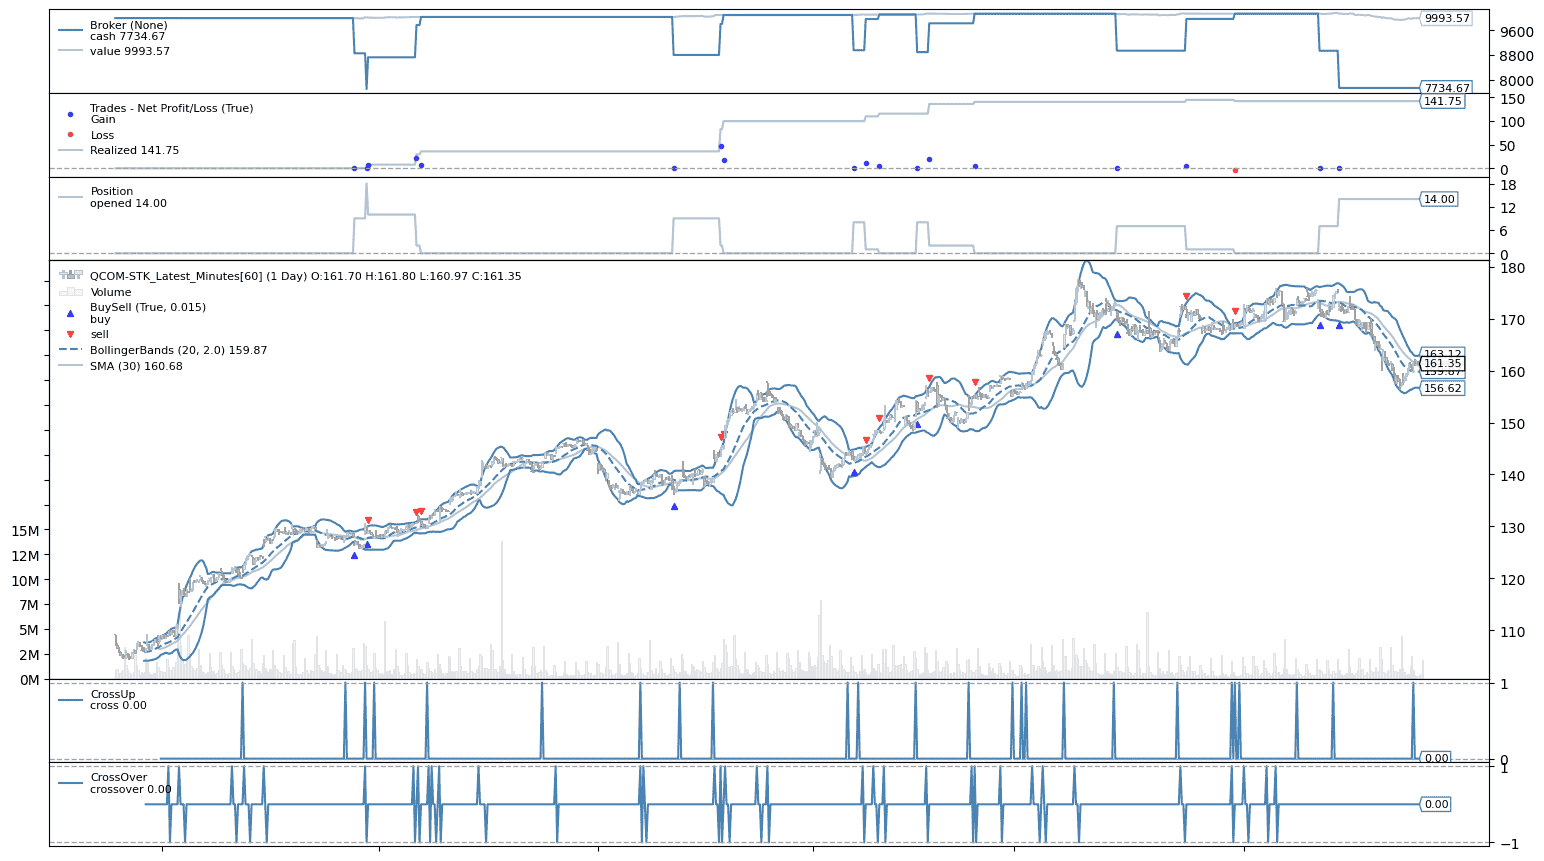 Broker (None)
cash 7734.67
value 9993.57
9993.57
9600
8800
8000
7734.67
Trades - Net Profit/Loss (True)
Gain
Loss
Realized 141.75
150
141.75
100
50
0
Position
opened 14.00
18
14.00
12
6
0
QCOM-STK_Latest_Minutes[60] (1 Day) O:161.70 H:161.80 L:160.97 C:161.35
Volume
BuySell (True, 0.015)
buy
sell
BollingerBands (20, 2.0) 159.87
SMA (30) 160.68
180
170
163.12
161.35
159.87
160
156.62
150
140
130
120
110
15M
12M
10M
7M
5M
2M
0M
CrossUp
cross 0.00
1
0.00
0
CrossOver
crossover 0.00
1
0.00
−1